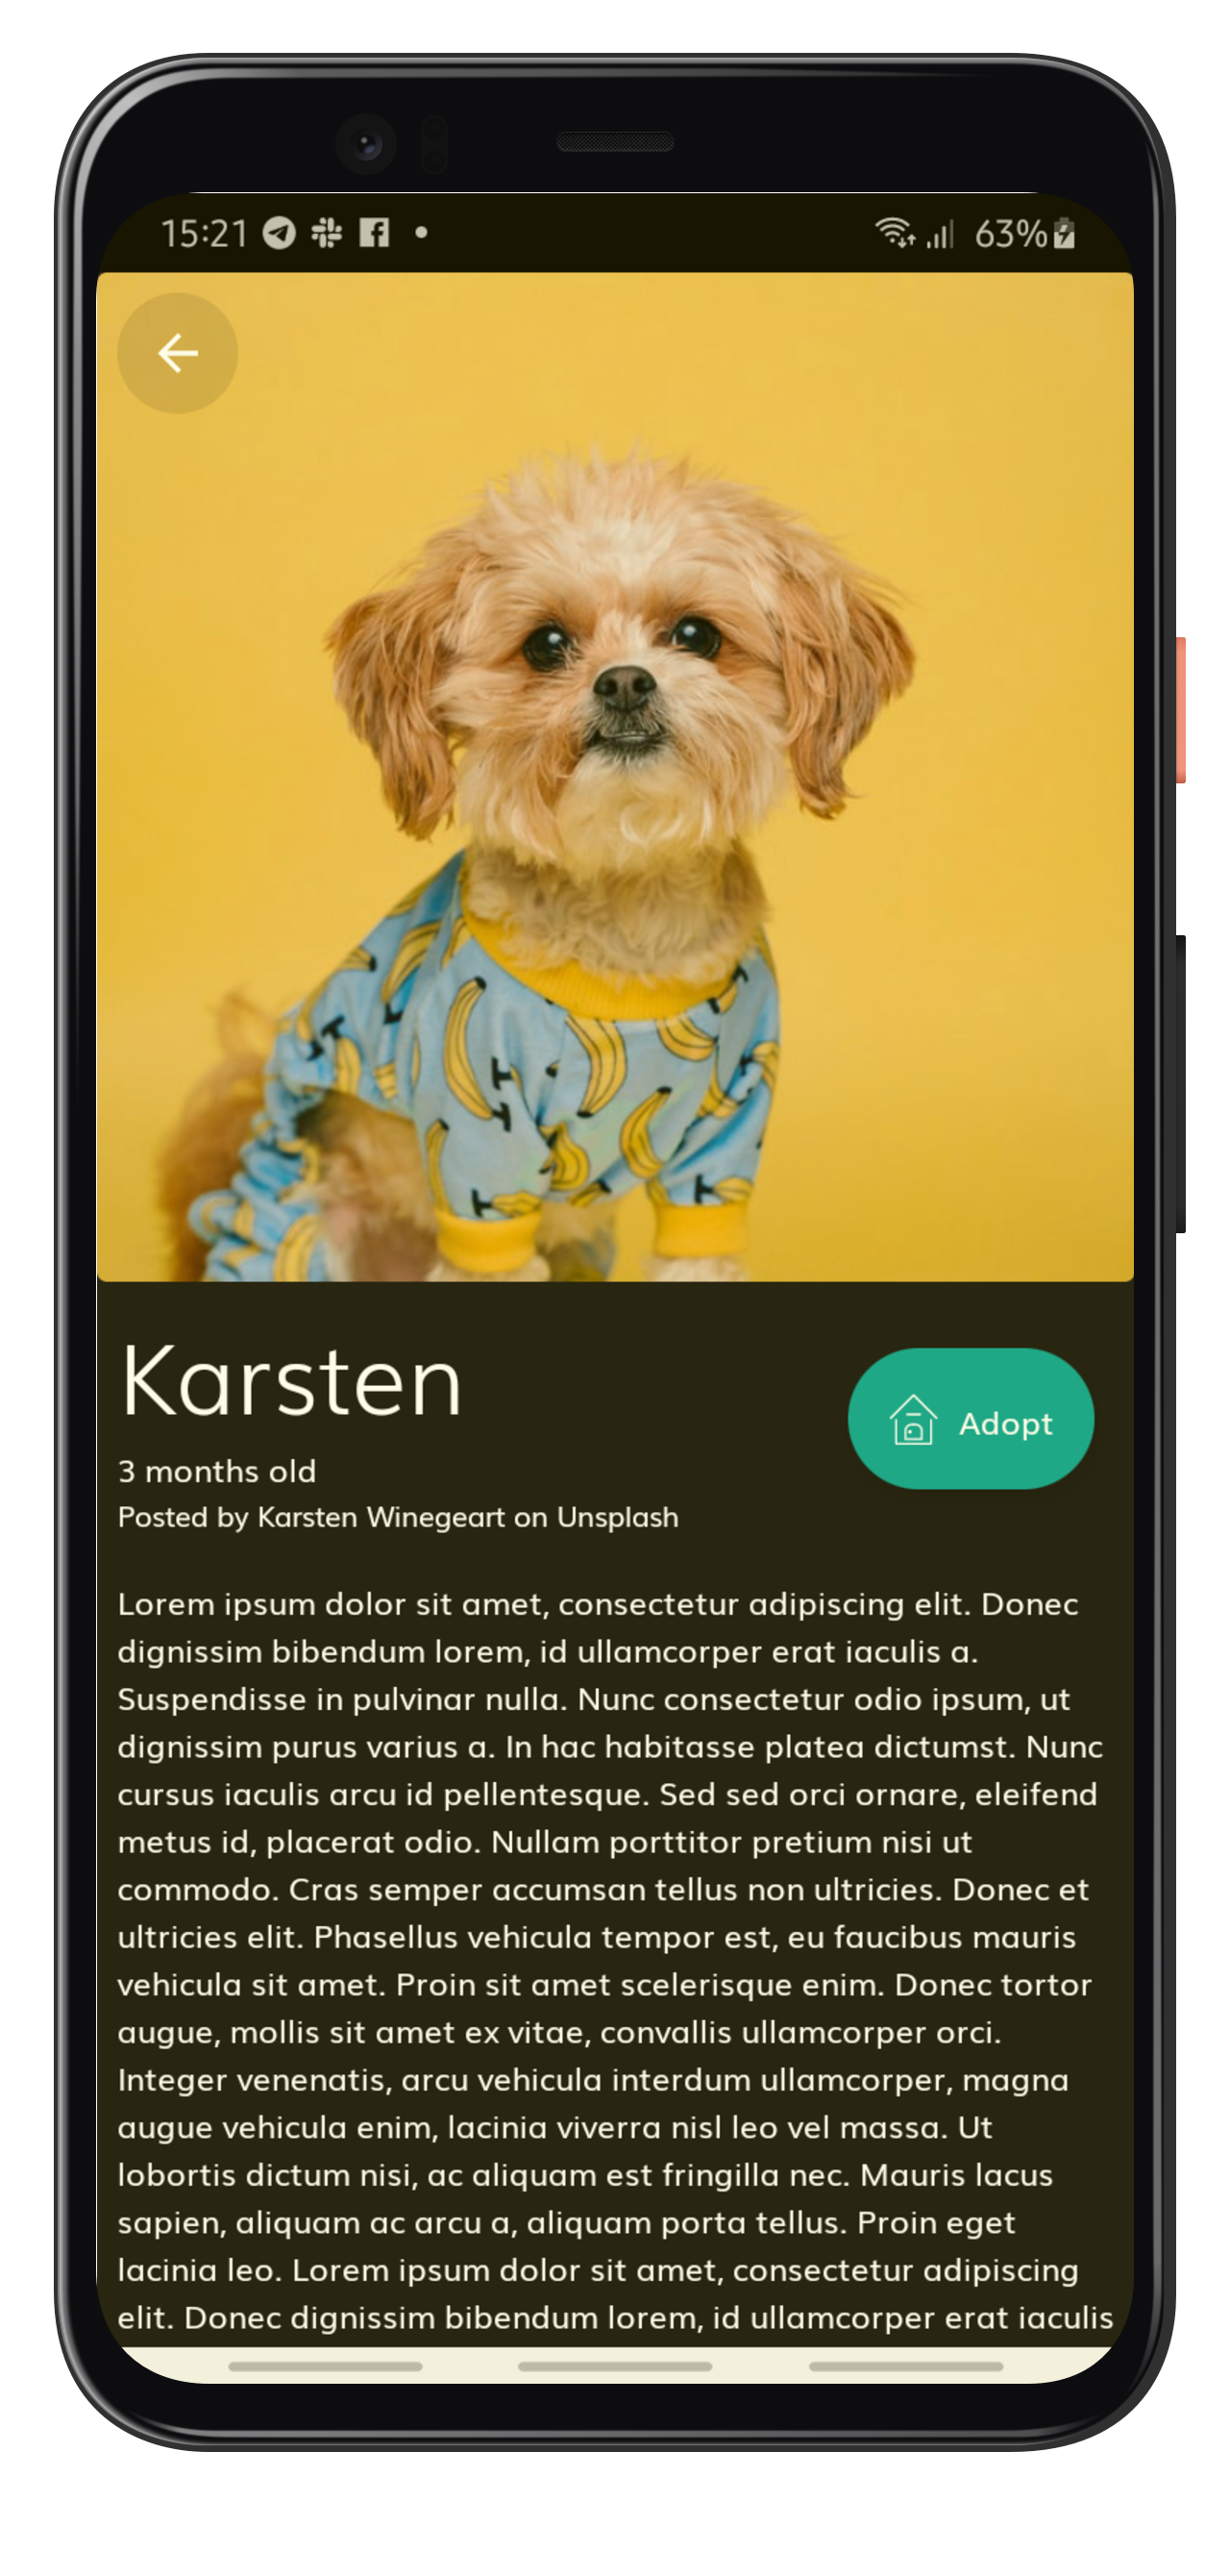 15:21 63%
Karsten
Adopt
3 months old
Posted by Karsten Winegeart on Unsplash
Lorem ipsum dolor sit amet, consectetur adipiscing elit. Donec
dignissim bibendum lorem, id ullamcorper erat iaculis a.
Suspendisse in pulvinar nulla. Nunc consectetur odio ipsum, ut
dignissim purus varius a. In hac habitasse platea dictumst. Nunc
cursus iaculis arcu id pellentesque. Sed sed orci ornare, eleifend
metus id, placerat odio. Nullam porttitor pretium nisi ut
commodo. Cras semper accumsan tellus non ultricies. Donec et
ultricies elit. Phasellus vehicula tempor est, eu faucibus mauris
vehicula sit amet. Proin sit amet scelerisque enim. Donec tortor
augue, mollis sit amet ex vitae, convallis ullamcorper orci.
Integer venenatis, arcu vehicula interdum ullamcorper, magna
augue vehicula enim, lacinia viverra nisl leo vel massa. Ut
lobortis dictum nisi, ac aliquam est fringilla nec. Mauris lacus
sapien, aliquam ac arcu a, aliquam porta tellus. Proin eget
lacinia leo. Lorem ipsum dolor sit amet, consectetur adipiscing
elit. Donec dignissim bibendum lorem, id ullamcorper erat iaculis